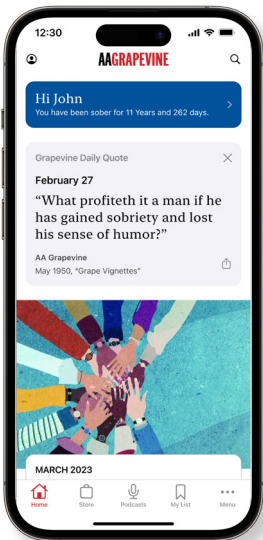 12:30
AAGRAPEVINE
Hi John
You have been sober for 11 Years and 262 days.
Grapevine Daily Quote
February 27
“What profiteth it a man if he
has gained sobriety and lost
his sense of humor?”
AA Grapevine
May 1950, “Grape Vignettes”
MARCH 2023
Home
Store
Podcasts
My List
Menu